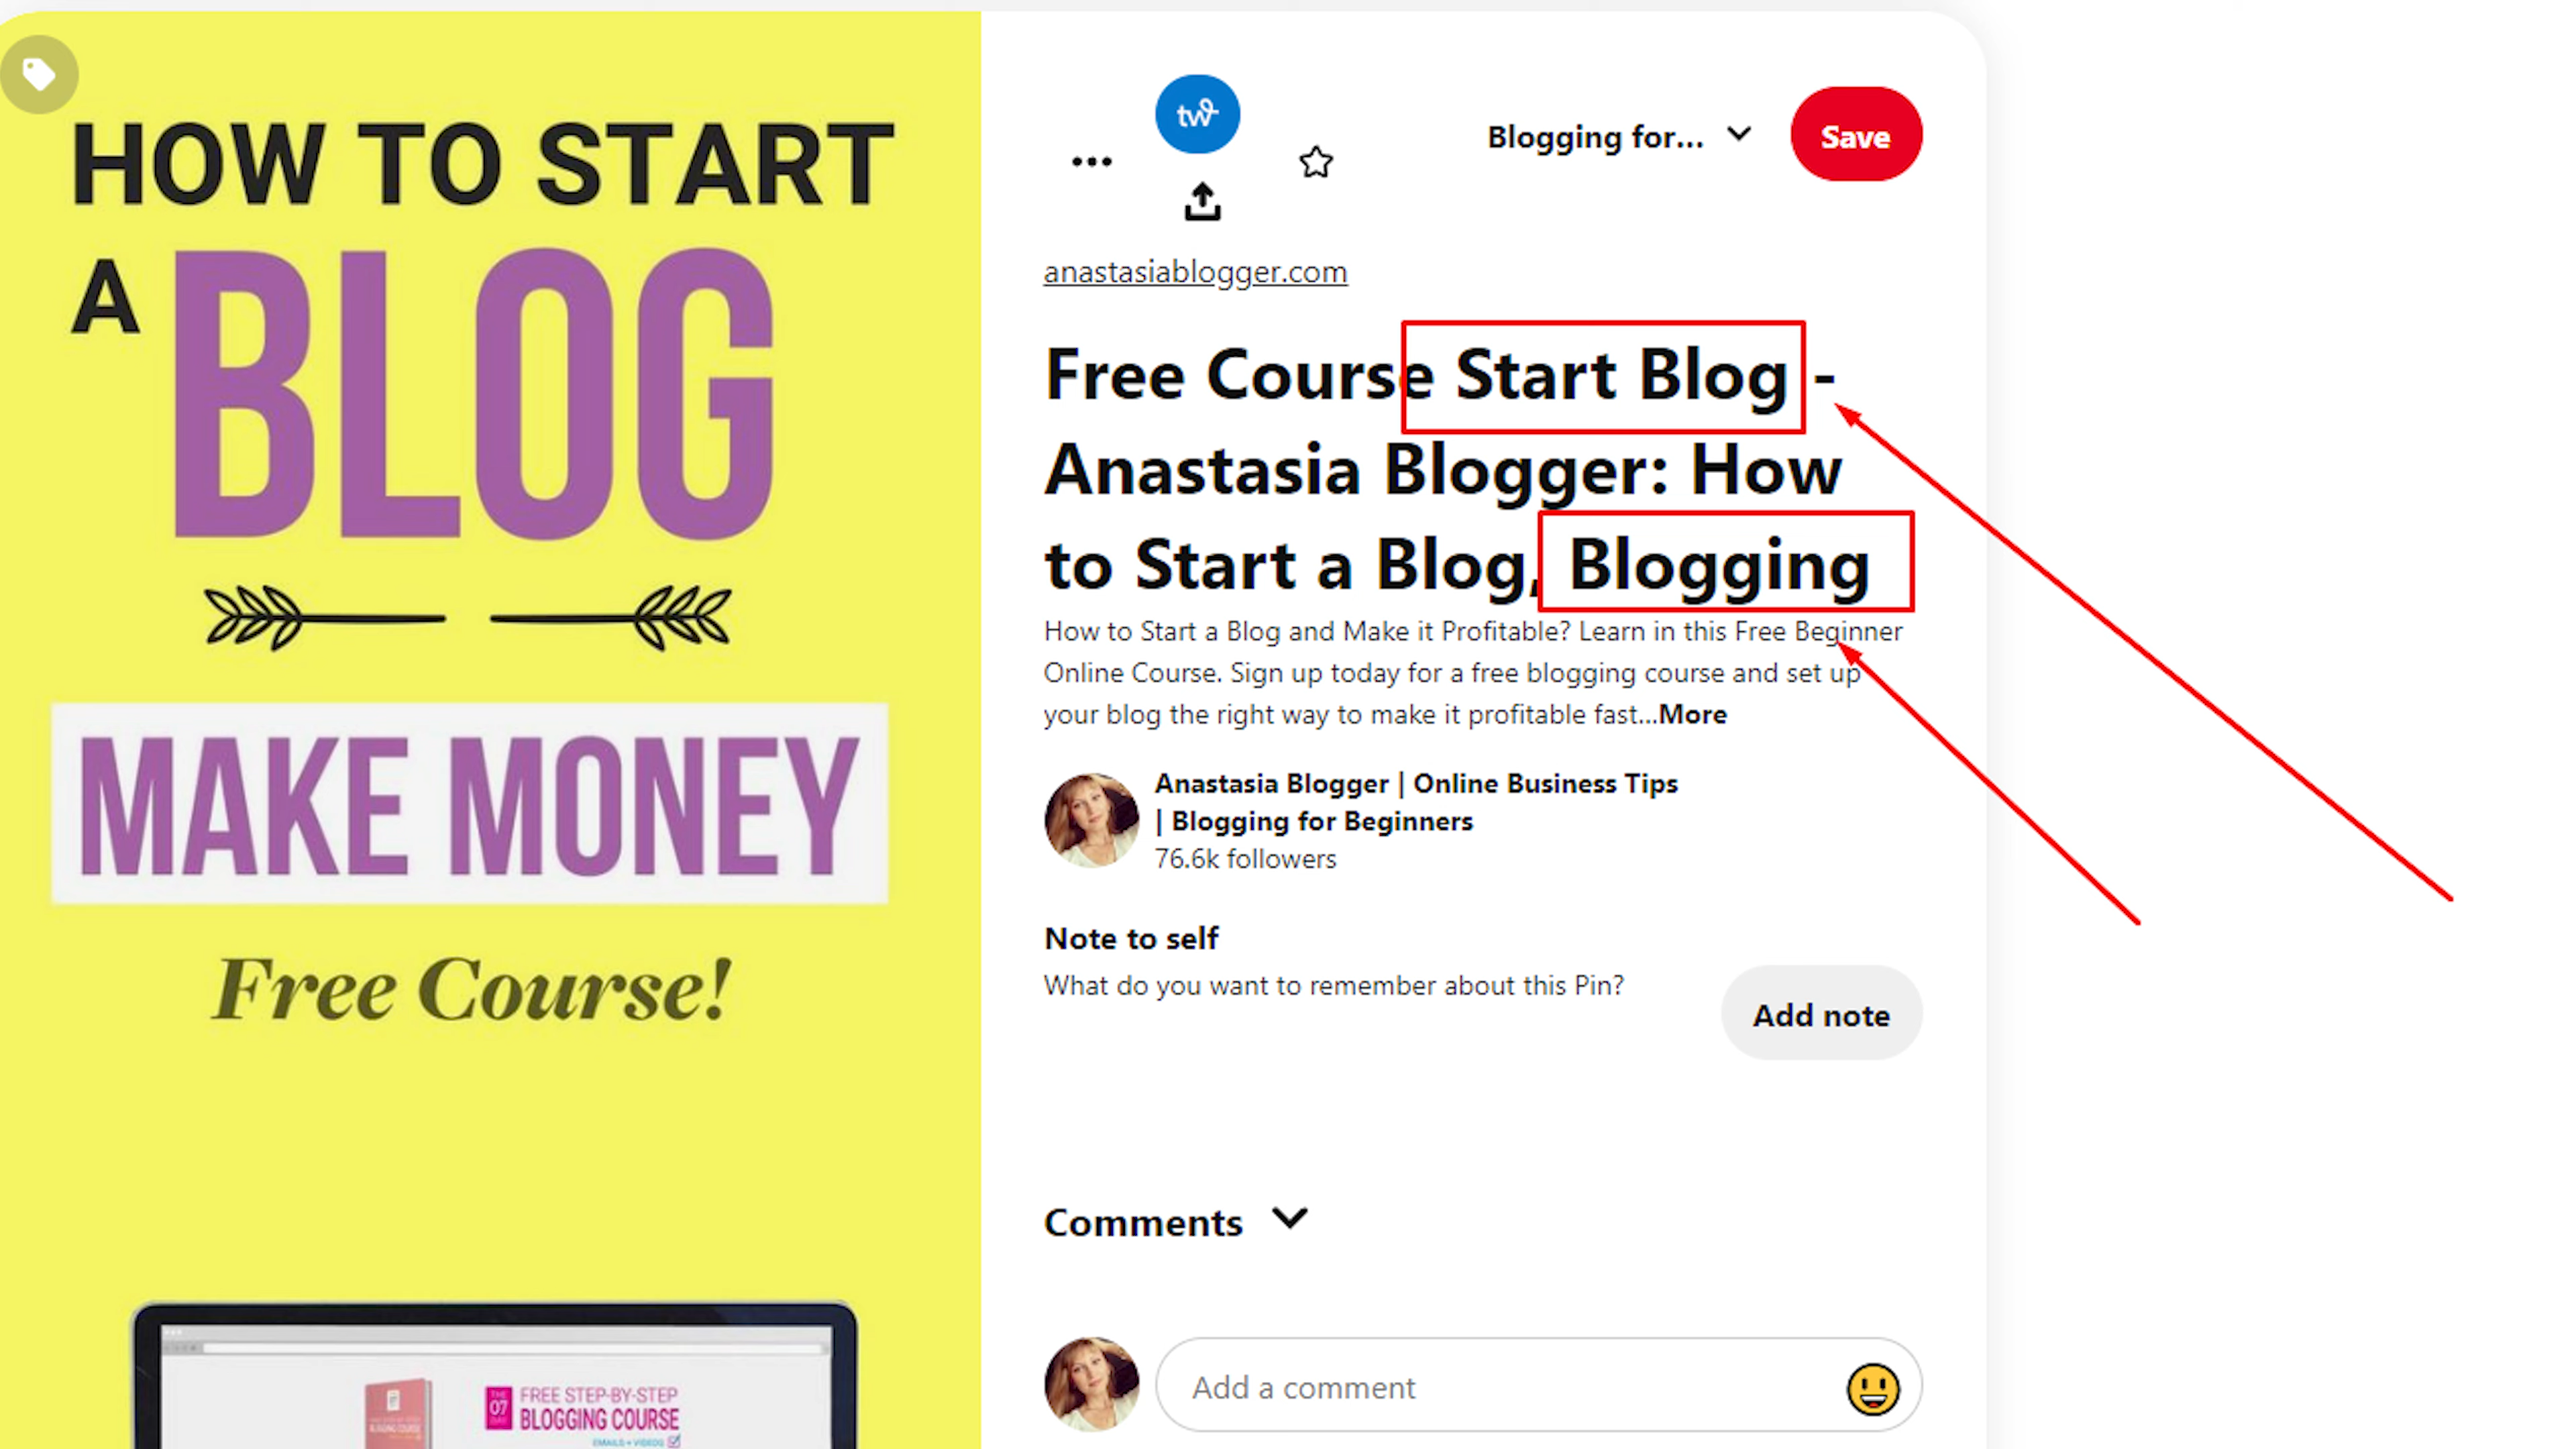 HOW TO START
A BLOG
MAKE MONEY
Free Course!
FREE STEP-BY-STEP
07
BLOGGING COURSE
EMAILS + VIDEOS
tw
Blogging for...
Save
anastasiablogger.com
Free Course Start Blog -
Anastasia Blogger: How
to Start a Blog, Blogging
How to Start a Blog and Make it Profitable? Learn in this Free Beginner
Online Course. Sign up today for a free blogging course and set up
your blog the right way to make it profitable fast...More
Anastasia Blogger | Online Business Tips
| Blogging for Beginners
76.6k followers
Note to self
What do you want to remember about this Pin?
Add note
Comments
Add a comment